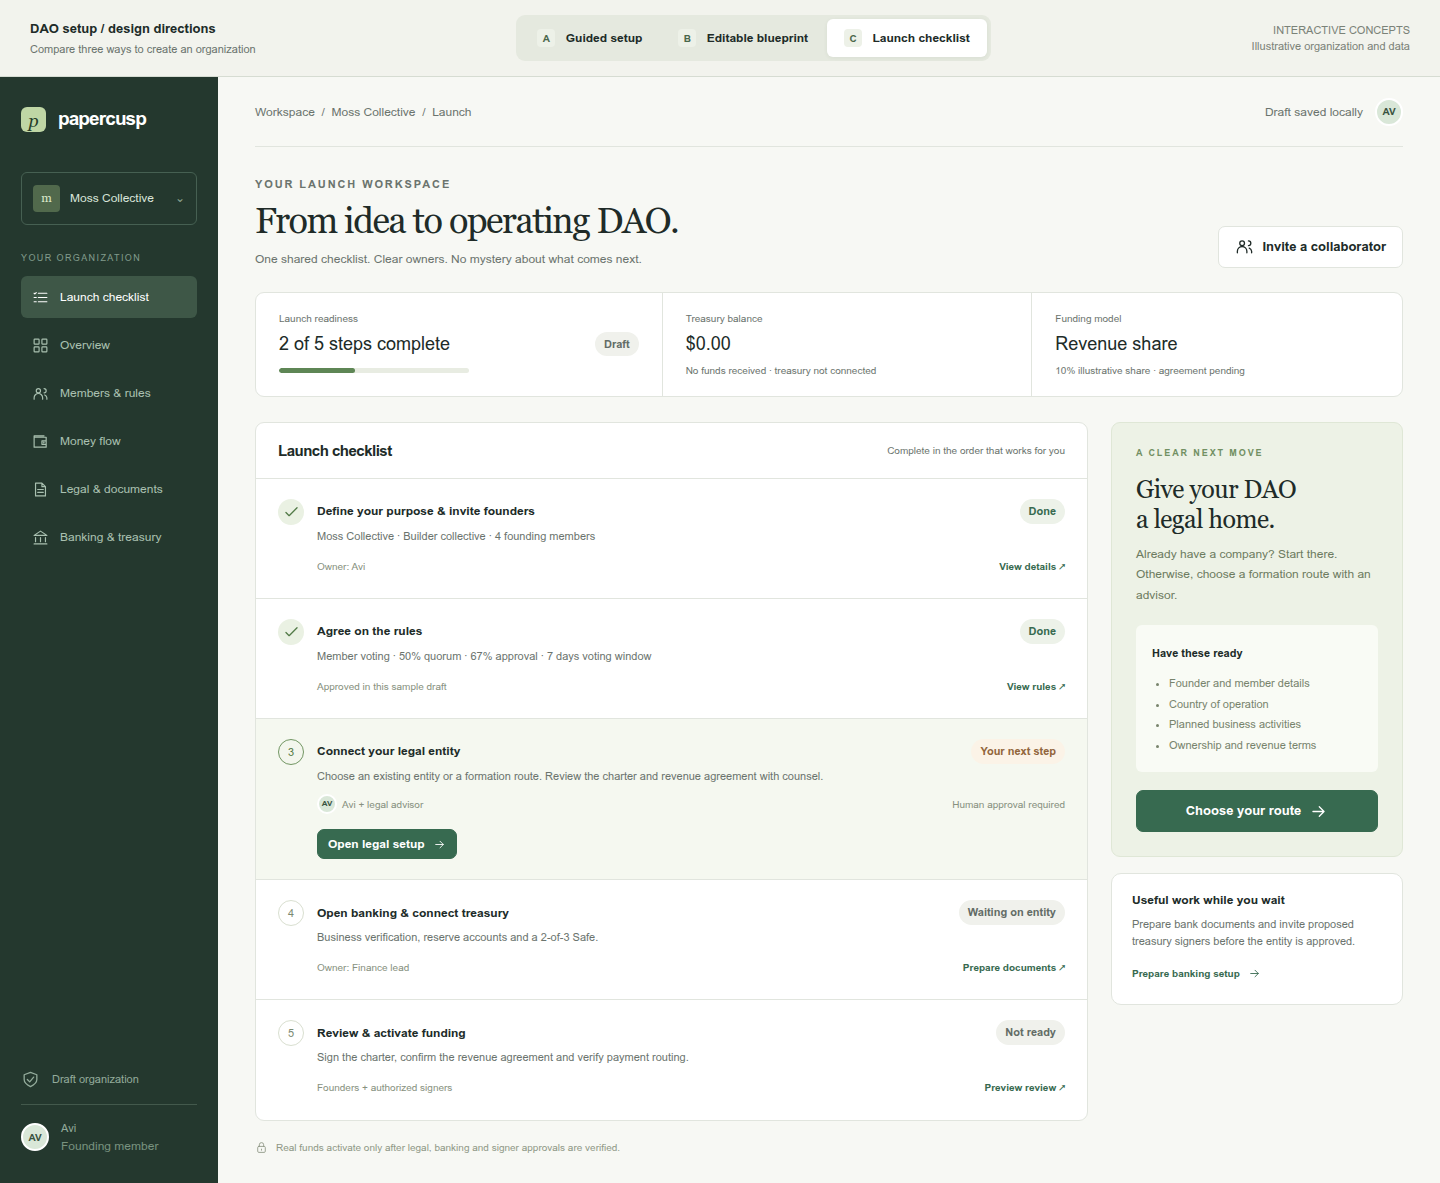 DAO setup / design directions
Compare three ways to create an organization
A Guided setup
B Editable blueprint
C Launch checklist
INTERACTIVE CONCEPTS
Illustrative organization and data
p papercusp
m Moss Collective
YOUR ORGANIZATION
Launch checklist
Overview
Members & rules
Money flow
Legal & documents
Banking & treasury
Draft organization
AV
Avi
Founding member
Workspace / Moss Collective / Launch
Draft saved locally AV
YOUR LAUNCH WORKSPACE
From idea to operating DAO.
One shared checklist. Clear owners. No mystery about what comes next.
Invite a collaborator
Launch readiness
2 of 5 steps complete
Draft
Treasury balance
$0.00
No funds received · treasury not connected
Funding model
Revenue share
10% illustrative share · agreement pending
Launch checklist
Complete in the order that works for you
Define your purpose & invite founders
Done
Moss Collective · Builder collective · 4 founding members
Owner: Avi
View details ↗
Agree on the rules
Done
Member voting · 50% quorum · 67% approval · 7 days voting window
Approved in this sample draft
View rules ↗
3 Connect your legal entity
Your next step
Choose an existing entity or a formation route. Review the charter and revenue agreement with counsel.
AV Avi + legal advisor
Human approval required
Open legal setup →
4 Open banking & connect treasury
Waiting on entity
Business verification, reserve accounts and a 2-of-3 Safe.
Owner: Finance lead
Prepare documents ↗
5 Review & activate funding
Not ready
Sign the charter, confirm the revenue agreement and verify payment routing.
Founders + authorized signers
Preview review ↗
Real funds activate only after legal, banking and signer approvals are verified.
A CLEAR NEXT MOVE
Give your DAO
a legal home.
Already have a company? Start there.
Otherwise, choose a formation route with an
advisor.
Have these ready
• Founder and member details
• Country of operation
• Planned business activities
• Ownership and revenue terms
Choose your route →
Useful work while you wait
Prepare bank documents and invite proposed
treasury signers before the entity is approved.
Prepare banking setup →